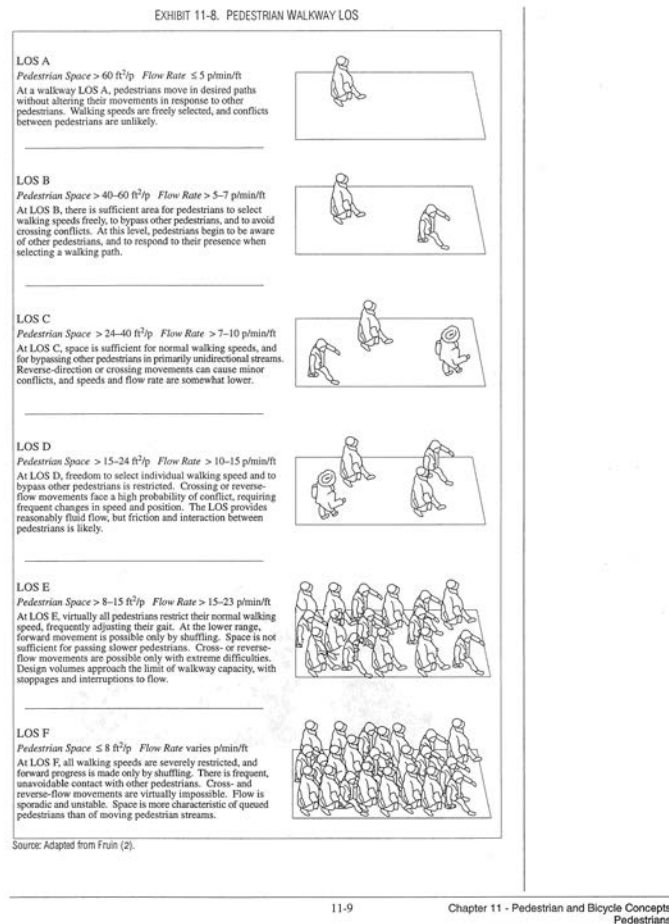 EXHIBIT 11-8. PEDESTRIAN WALKWAY LOS
LOS A
Pedestrian Space > 60 ft²/p Flow Rate ≤ 5 p/min/ft
At a walkway LOS A, pedestrians move in desired paths
without altering their movements in response to other
pedestrians. Walking speeds are freely selected, and conflicts
between pedestrians are unlikely.
LOS B
Pedestrian Space > 40–60 ft²/p Flow Rate > 5–7 p/min/ft
At LOS B, there is sufficient area for pedestrians to select
walking speeds freely, to bypass other pedestrians, and to avoid
crossing conflicts. At this level, pedestrians begin to be aware
of other pedestrians, and to respond to their presence when
selecting a walking path.
LOS C
Pedestrian Space > 24–40 ft²/p Flow Rate > 7–10 p/min/ft
At LOS C, space is sufficient for normal walking speeds, and
for bypassing other pedestrians in primarily unidirectional streams.
Reverse-direction or crossing movements can cause minor
conflicts, and speeds and flow rate are somewhat lower.
LOS D
Pedestrian Space > 15–24 ft²/p Flow Rate > 10–15 p/min/ft
At LOS D, freedom to select individual walking speed and to
bypass other pedestrians is restricted. Crossing or reverse-
flow movements face a high probability of conflict, requiring
frequent changes in speed and position. The LOS provides
reasonably fluid flow, but friction and interaction between
pedestrians is likely.
LOS E
Pedestrian Space > 8–15 ft²/p Flow Rate > 15–23 p/min/ft
At LOS E, virtually all pedestrians restrict their normal walking
speed, frequently adjusting their gait. At the lower range,
forward movement is possible only by shuffling. Space is not
sufficient for passing slower pedestrians. Cross- or reverse-
flow movements are possible only with extreme difficulties.
Design volumes approach the limit of walkway capacity, with
stoppages and interruptions to flow.
LOS F
Pedestrian Space ≤ 8 ft²/p Flow Rate varies p/min/ft
At LOS F, all walking speeds are severely restricted, and
forward progress is made only by shuffling. There is frequent,
unavoidable contact with other pedestrians. Cross- and
reverse-flow movements are virtually impossible. Flow is
sporadic and unstable. Space is more characteristic of queued
pedestrians than of moving pedestrian streams.
Source: Adapted from Fruin (2).
11-9
Chapter 11 - Pedestrian and Bicycle Concepts
Pedestrians